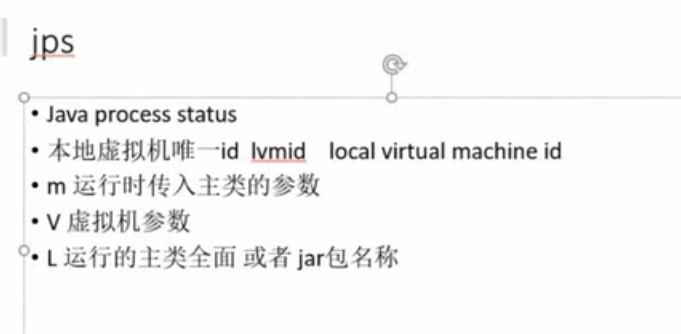 jps
• Java process status
• 本地虚拟机唯一id lvmid local virtual machine id
• m 运行时传入主类的参数
• V 虚拟机参数
• L 运行的主类全面 或者 jar包名称